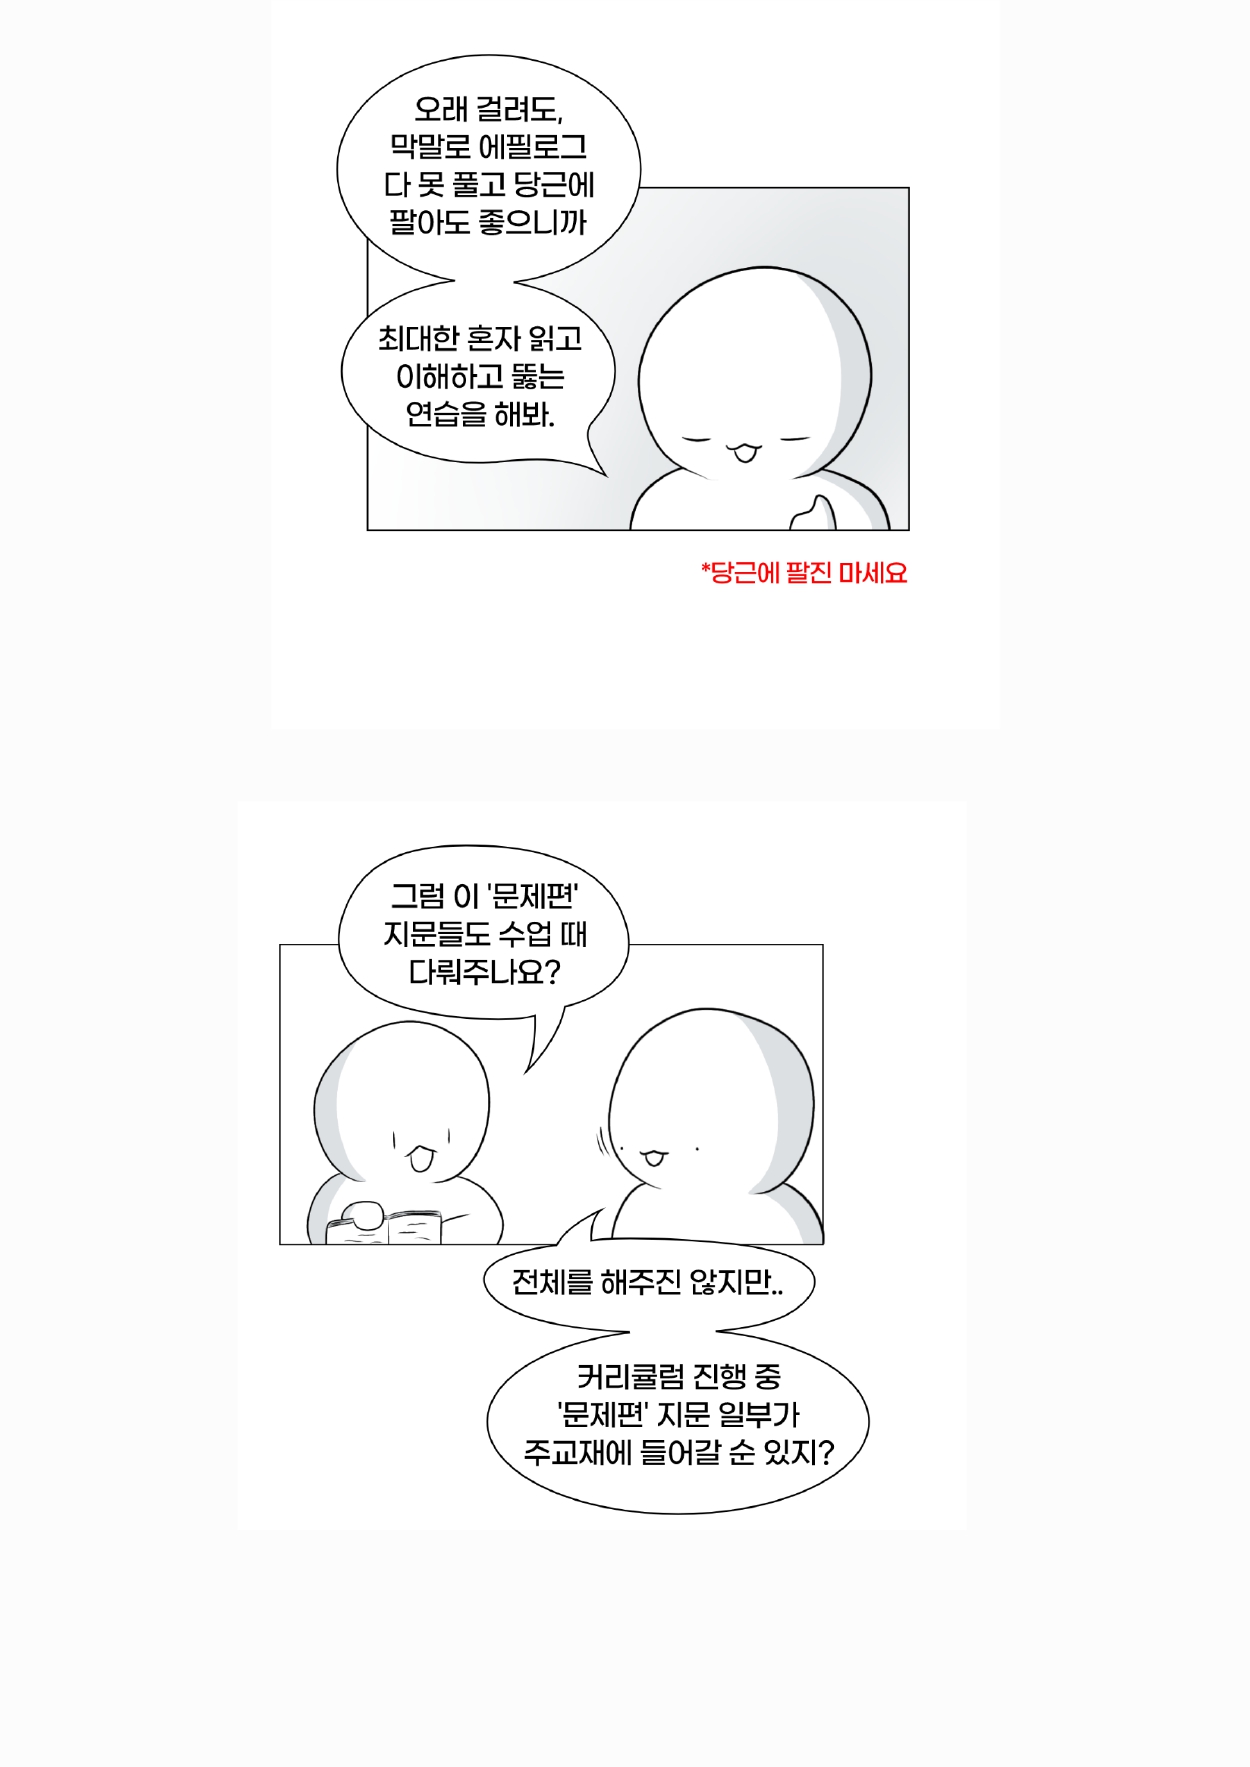 오래 걸려도,
막말로 에필로그
다 못 풀고 당근에
팔아도 좋으니까
최대한 혼자 읽고
이해하고 뚫는
연습을 해봐.
*당근에 팔진 마세요
그럼 이 '문제편'
지문들도 수업 때
다뤄주나요?
전체를 해주진 않지만..
커리큘럼 진행 중
'문제편' 지문 일부가
주교재에 들어갈 순 있지?